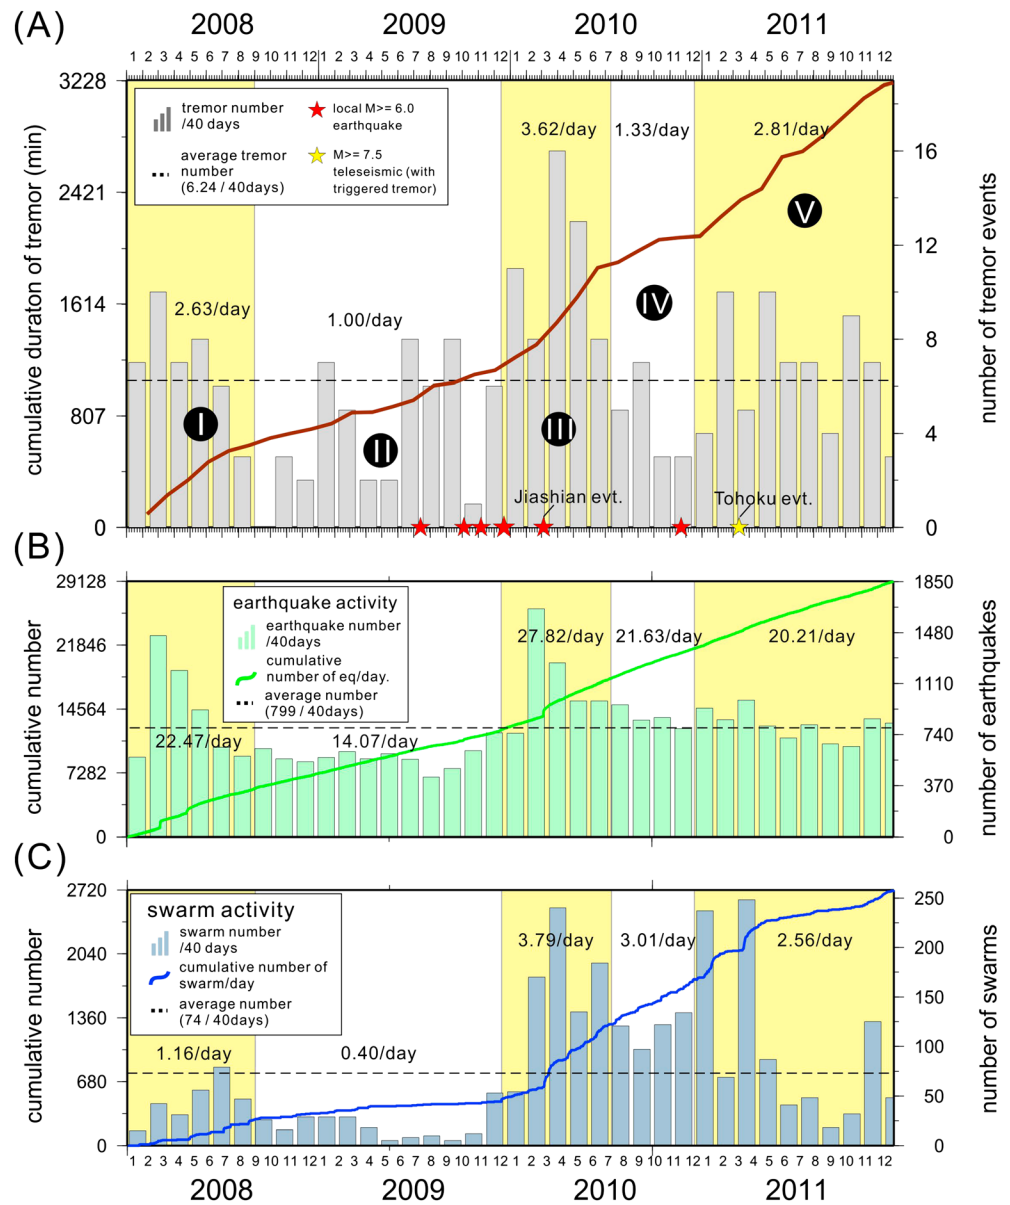 (A)
2008 2009 2010 2011
1 2 3 4 5 6 7 8 9 10 11 12 1 2 3 4 5 6 7 8 9 10 11 12 1 2 3 4 5 6 7 8 9 10 11 12 1 2 3 4 5 6 7 8 9 10 11 12
cumulative duraton of tremor (min)
3228
2421
1614
807
0
tremor number
/40 days
average tremor
number
(6.24 / 40days)
local M>= 6.0
earthquake
M>= 7.5
teleseismic (with
triggered tremor)
2.63/day
1.00/day
3.62/day
1.33/day
2.81/day
I
II
III
IV
V
Jiashian evt.
Tohoku evt.
16
12
8
4
0
number of tremor events
(B)
cumulative number
29128
21846
14564
7282
0
earthquake activity
earthquake number
/40days
cumulative
number of eq/day.
average number
(799 / 40days)
22.47/day
14.07/day
27.82/day
21.63/day
20.21/day
1850
1480
1110
740
370
0
number of earthquakes
(C)
cumulative number
2720
2040
1360
680
0
swarm activity
swarm number
/40 days
cumulative number of
swarm/day
average number
(74 / 40days)
1.16/day
0.40/day
3.79/day
3.01/day
2.56/day
250
200
150
100
50
0
number of swarms
1 2 3 4 5 6 7 8 9 10 11 12 1 2 3 4 5 6 7 8 9 10 11 12 1 2 3 4 5 6 7 8 9 10 11 12 1 2 3 4 5 6 7 8 9 10 11 12
2008 2009 2010 2011